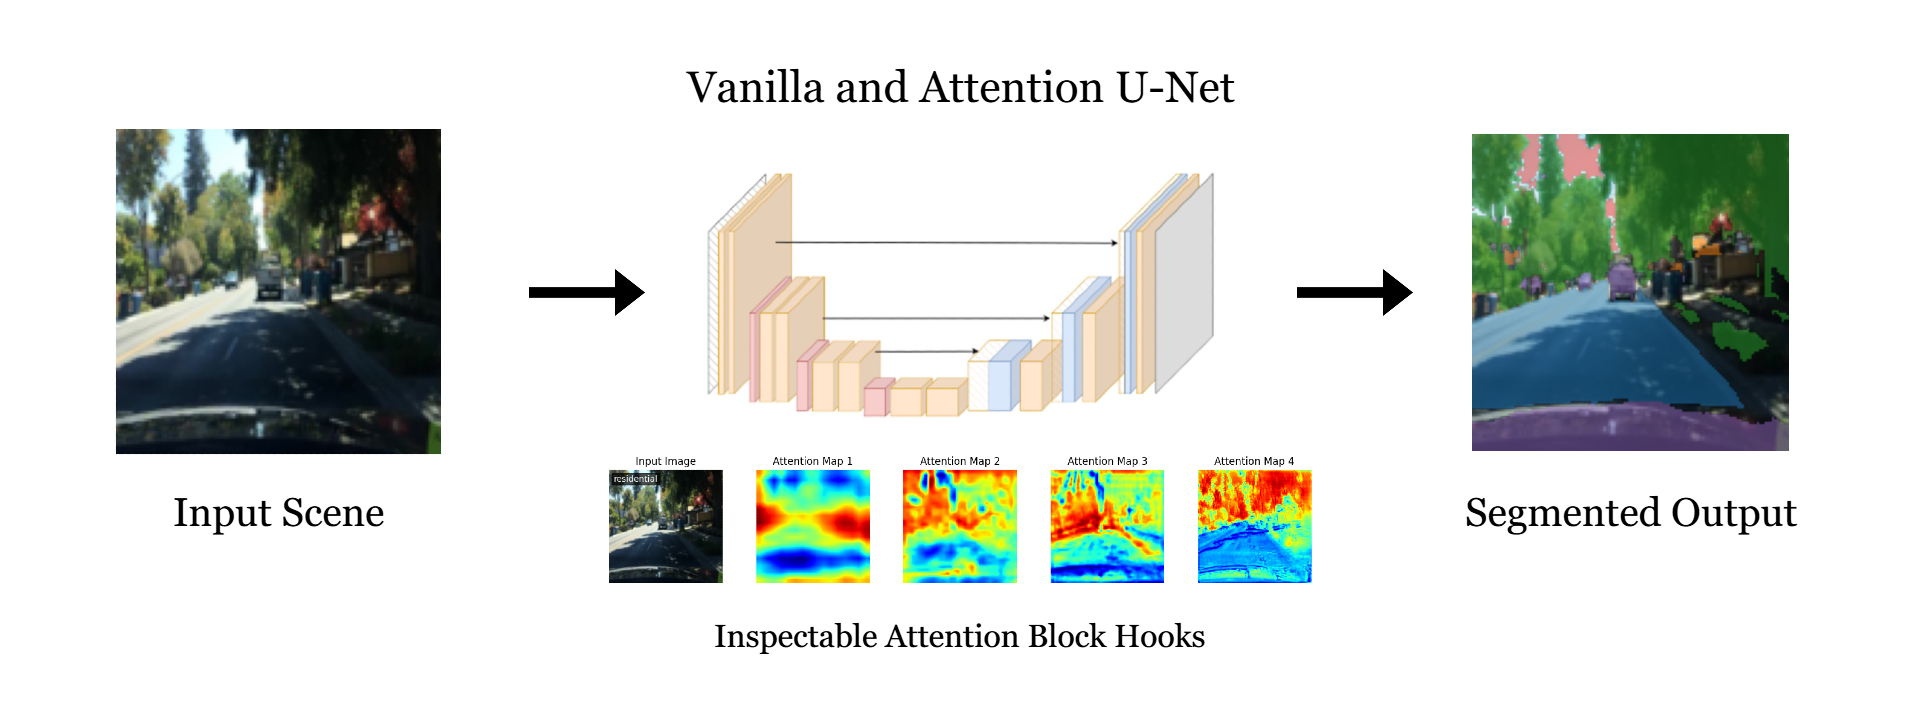 Vanilla and Attention U-Net
Input Scene
Input Image
residential
Attention Map 1
Attention Map 2
Attention Map 3
Attention Map 4
Inspectable Attention Block Hooks
Segmented Output